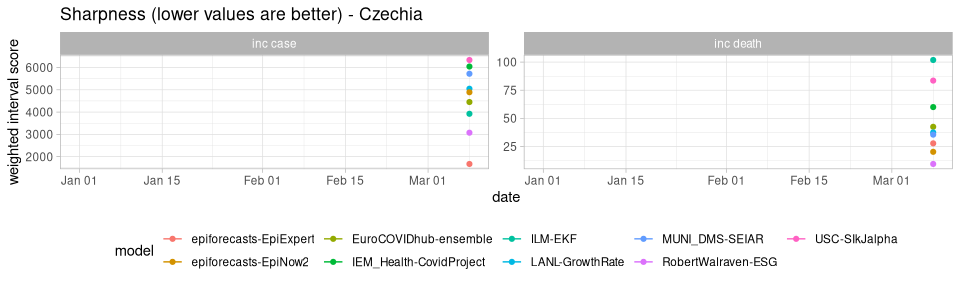 Sharpness (lower values are better) - Czechia
inc case
inc death
weighted interval score
6000
5000
4000
3000
2000
100
75
50
25
Jan 01
Jan 15
Feb 01
Feb 15
Mar 01
Jan 01
Jan 15
Feb 01
Feb 15
Mar 01
date
model
epiforecasts-EpiExpert
EuroCOVIDhub-ensemble
ILM-EKF
MUNI_DMS-SEIAR
USC-SIkJalpha
epiforecasts-EpiNow2
IEM_Health-CovidProject
LANL-GrowthRate
RobertWalraven-ESG